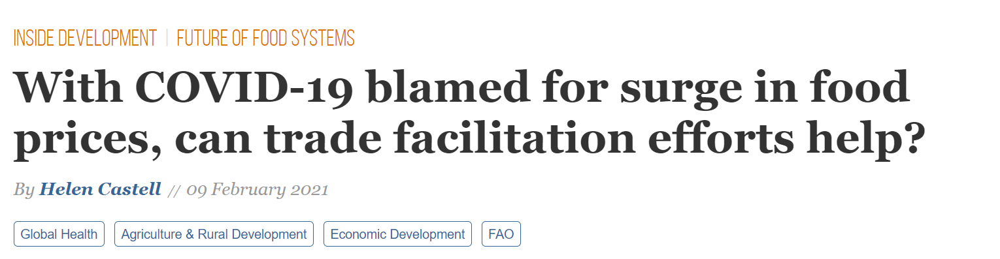 INSIDE DEVELOPMENT | FUTURE OF FOOD SYSTEMS
With COVID-19 blamed for surge in food
prices, can trade facilitation efforts help?
By Helen Castell // 09 February 2021
Global Health Agriculture & Rural Development Economic Development FAO